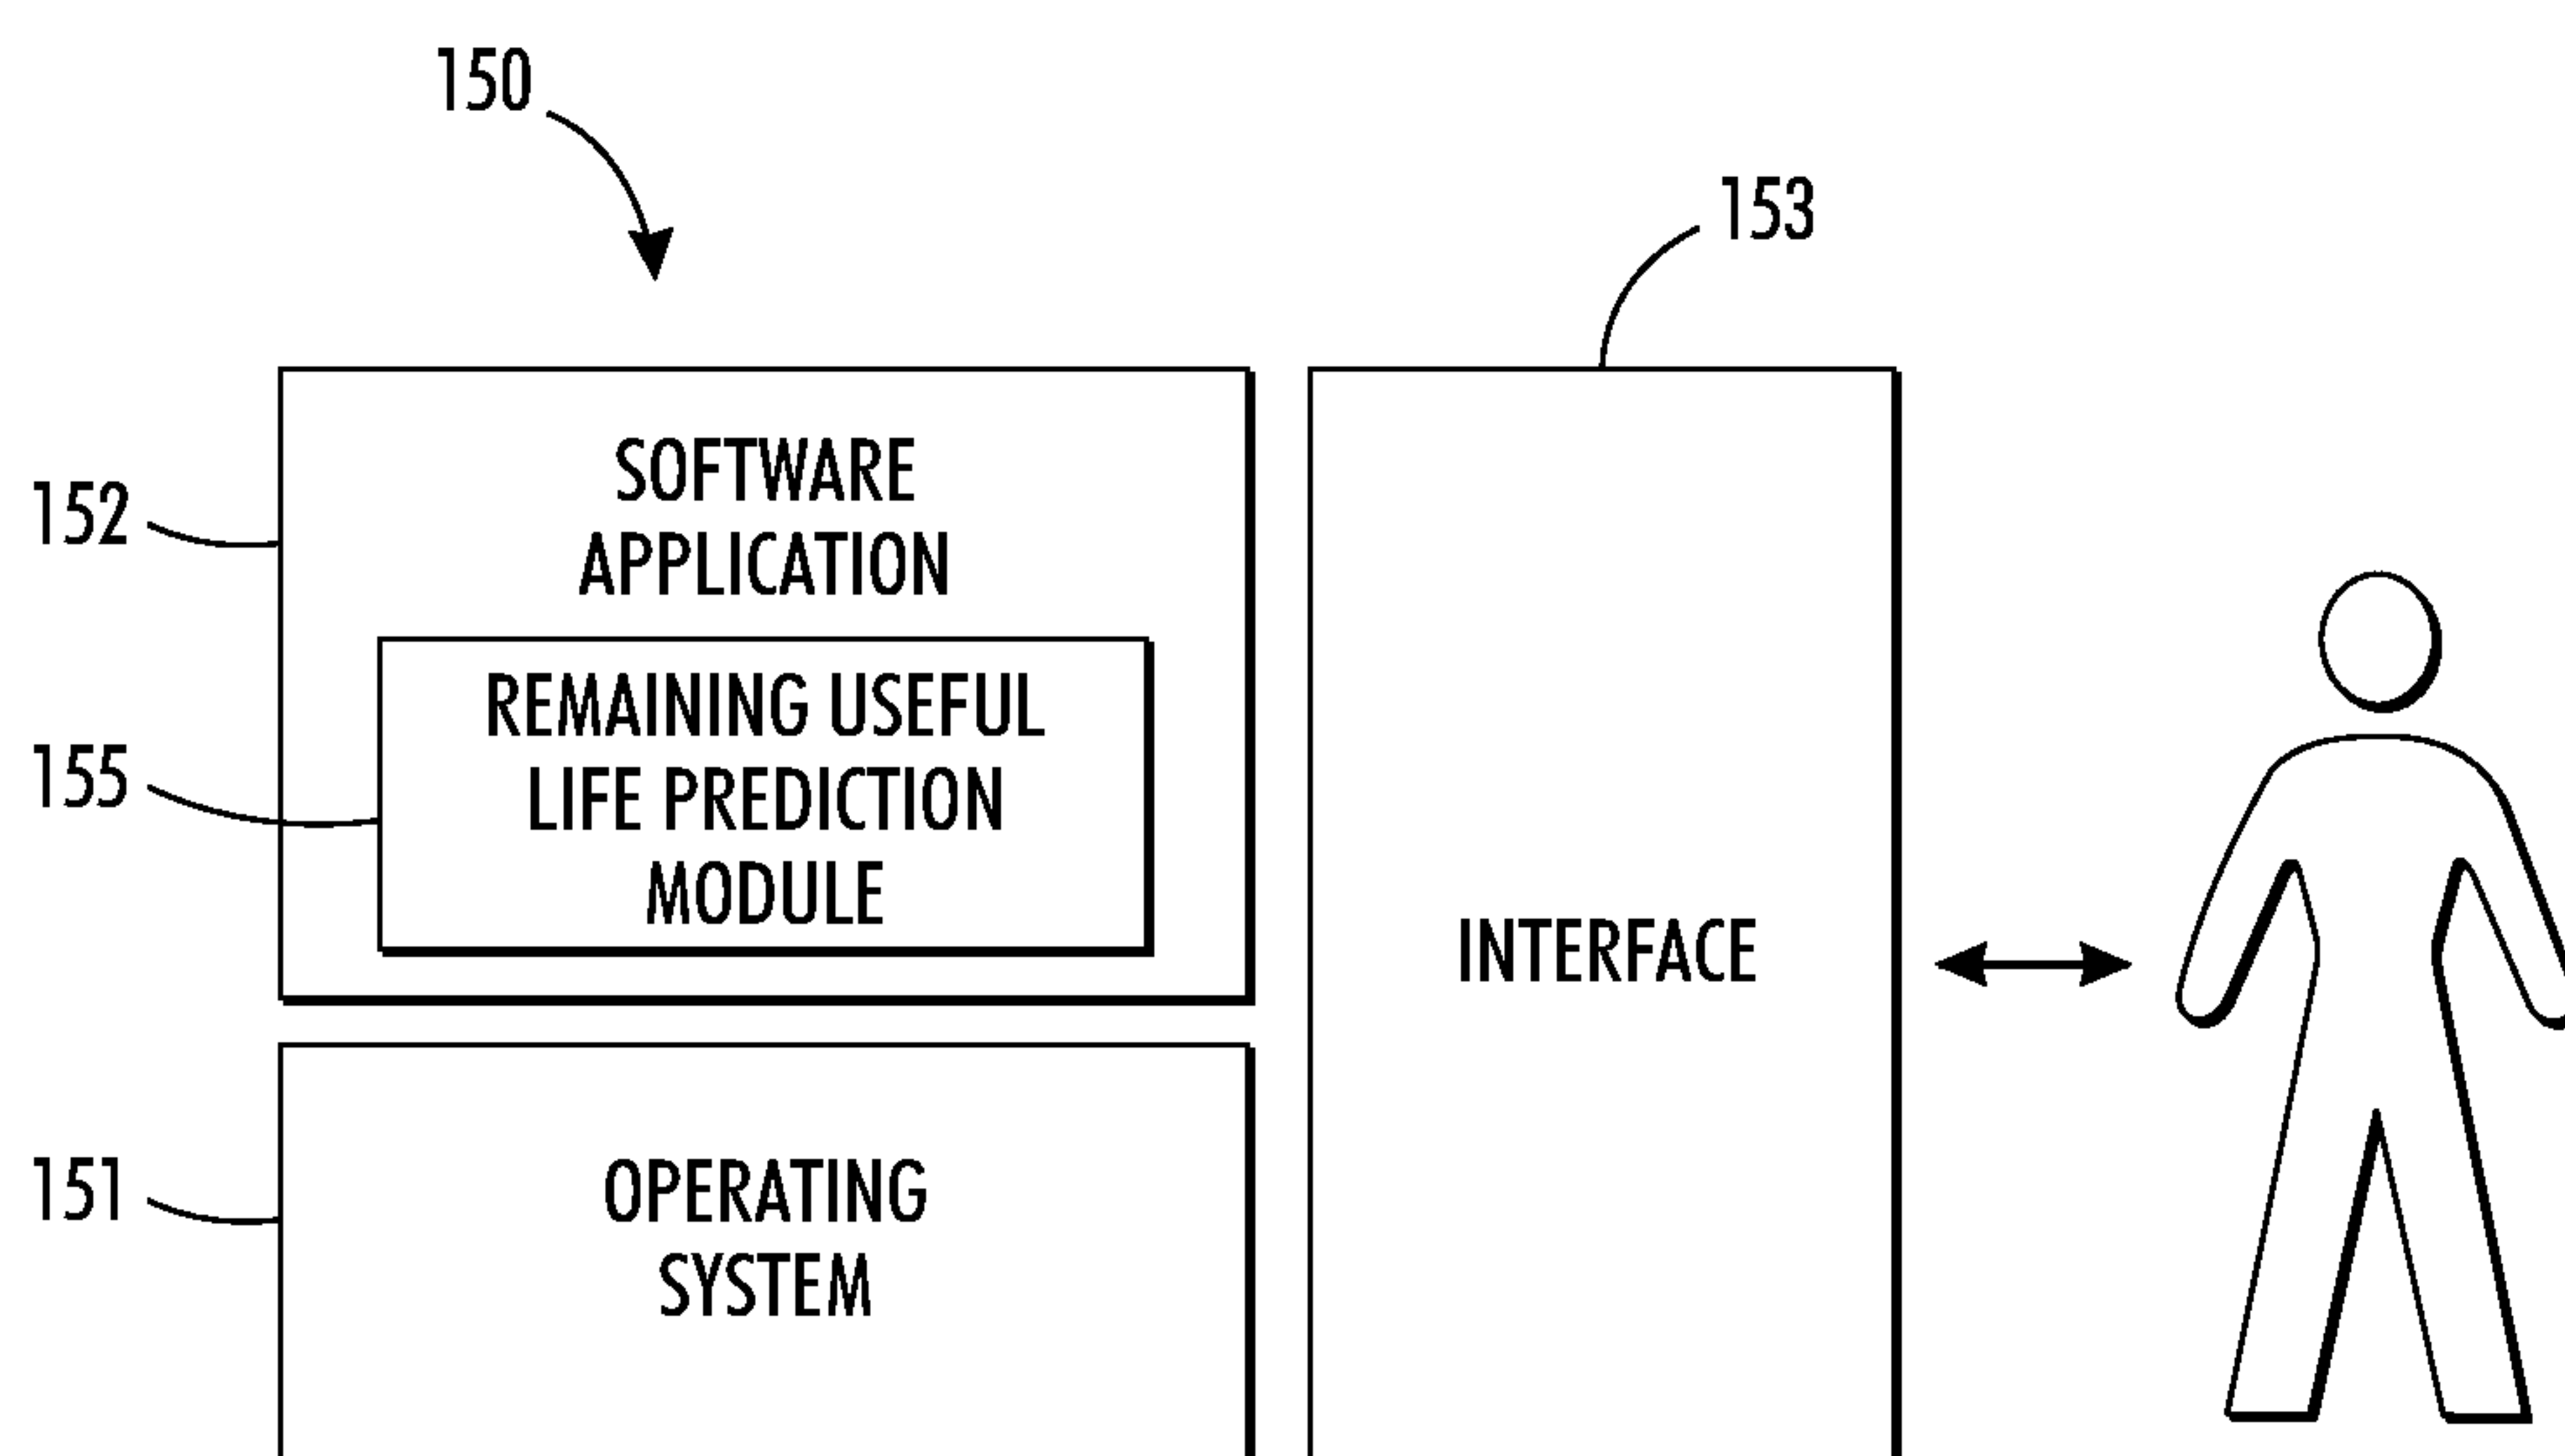 150
153
152
SOFTWARE
APPLICATION
155
REMAINING USEFUL
LIFE PREDICTION
MODULE
INTERFACE
151
OPERATING
SYSTEM